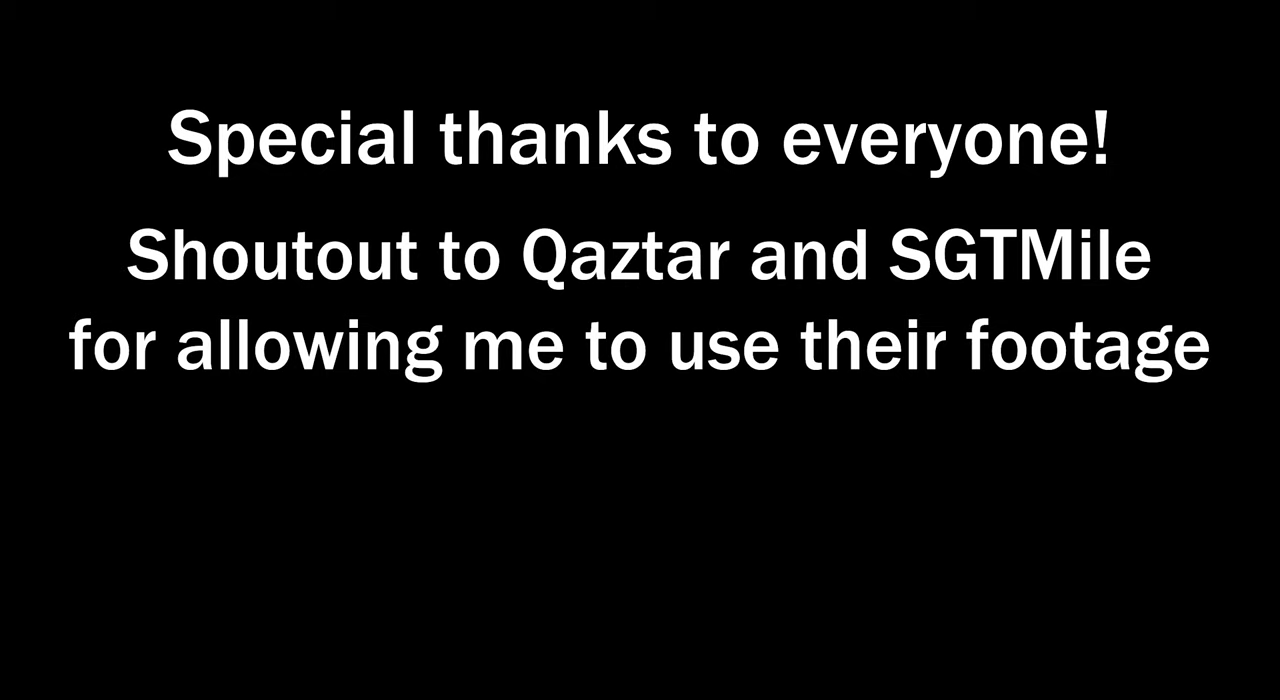 Special thanks to everyone!
Shoutout to Qaztar and SGTMile
for allowing me to use their footage